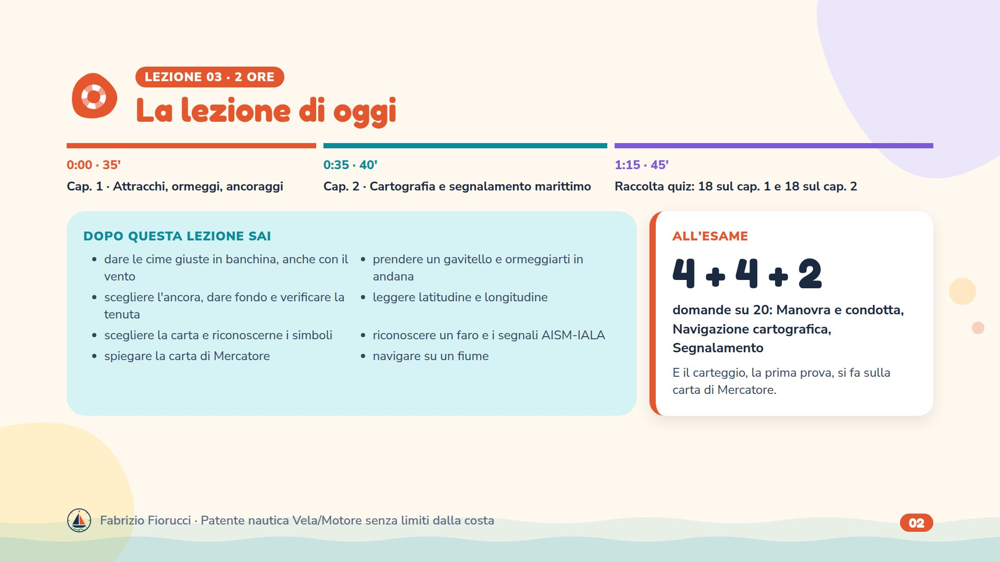 LEZIONE 03 · 2 ORE
La lezione di oggi
0:00 · 35'
Cap. 1 · Attracchi, ormeggi, ancoraggi
0:35 · 40'
Cap. 2 · Cartografia e segnalamento marittimo
1:15 · 45'
Raccolta quiz: 18 sul cap. 1 e 18 sul cap. 2
DOPO QUESTA LEZIONE SAI
• dare le cime giuste in banchina, anche con il
vento
• prendere un gavitello e ormeggiarti in
andana
• scegliere l'ancora, dare fondo e verificare la
tenuta
• leggere latitudine e longitudine
• scegliere la carta e riconoscerne i simboli
• riconoscere un faro e i segnali AISM-IALA
• spiegare la carta di Mercatore
• navigare su un fiume
ALL'ESAME
4 + 4 + 2
domande su 20: Manovra e condotta,
Navigazione cartografica,
Segnalamento
E il carteggio, la prima prova, si fa sulla
carta di Mercatore.
Fabrizio Fiorucci · Patente nautica Vela/Motore senza limiti dalla costa
02